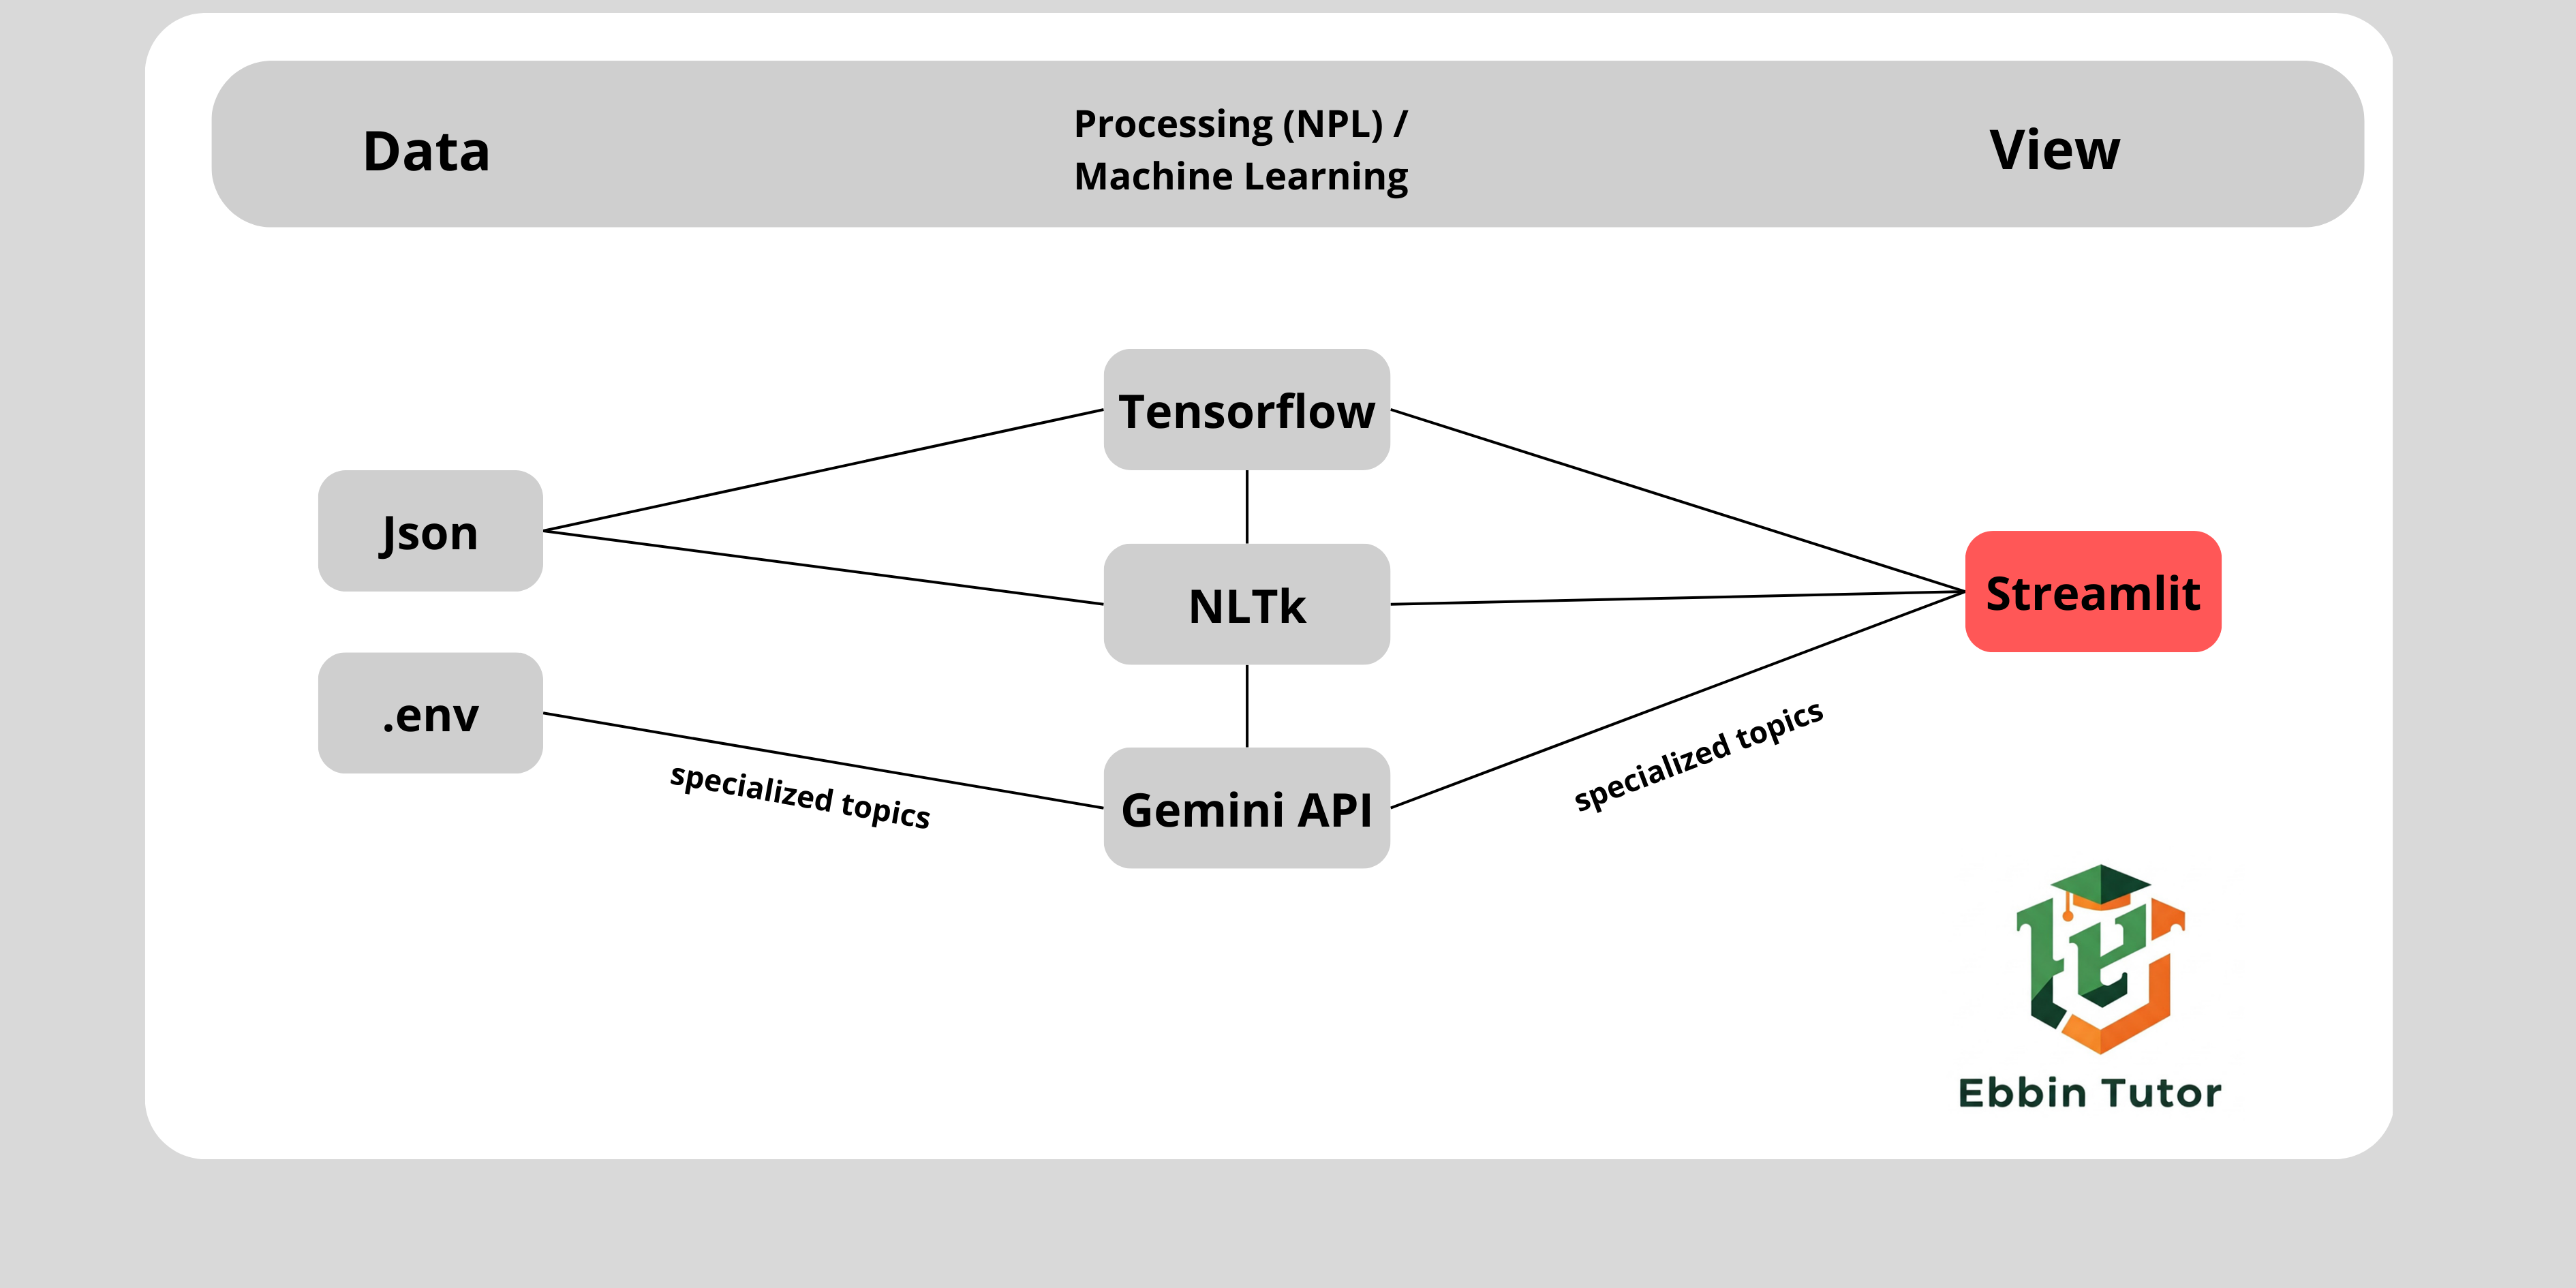 Data
Processing (NPL) /
Machine Learning
View
Tensorflow
Json
NLTk
Streamlit
.env
Gemini API
specialized topics
specialized topics
Ebbin Tutor